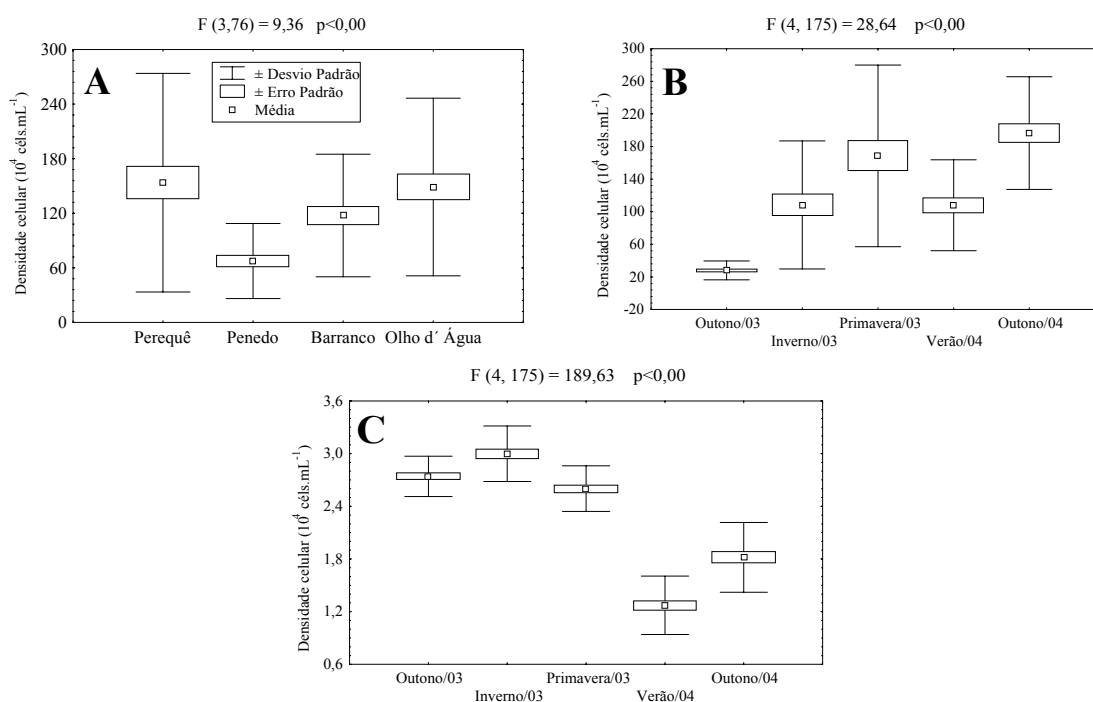 F (3,76) = 9,36 p<0,00
A
± Desvio Padrão
± Erro Padrão
Média
Densidade celular (10⁴ céls.mL⁻¹)
300
240
180
120
60
0
Perequê Penedo Barranco Olho d´ Água
F (4, 175) = 28,64 p<0,00
B
Densidade celular (10⁴ céls.mL⁻¹)
300
260
220
180
140
100
60
20
-20
Outono/03 Primavera/03 Outono/04
Inverno/03 Verão/04
F (4, 175) = 189,63 p<0,00
C
Densidade celular (10⁴ céls.mL⁻¹)
3,6
3,0
2,4
1,8
1,2
0,6
Outono/03 Primavera/03 Outono/04
Inverno/03 Verão/04